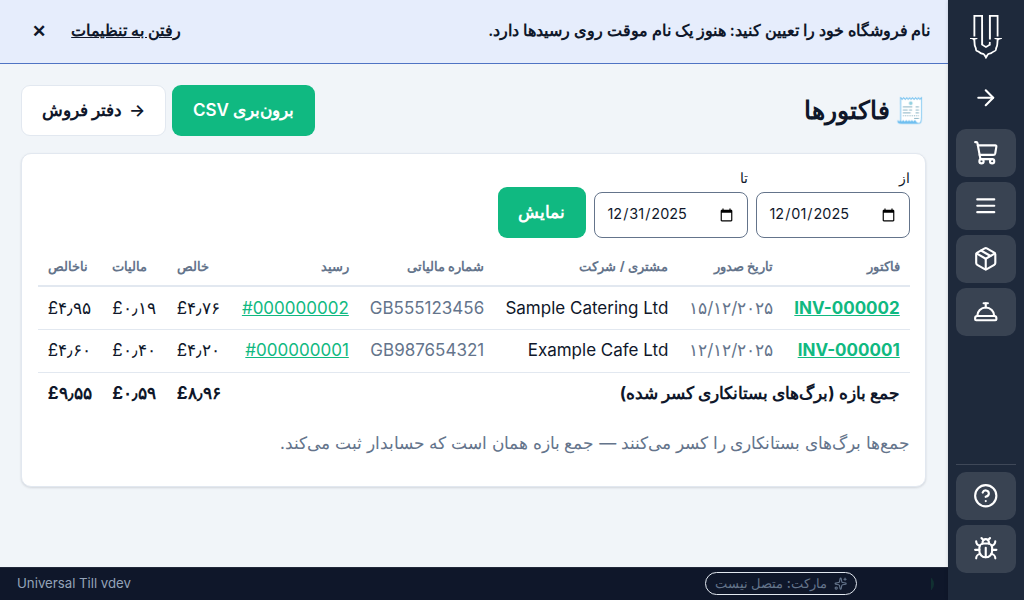 نام فروشگاه خود را تعیین کنید: هنوز یک نام موقت روی رسیدها دارد.
رفتن به تنظیمات
✕
🧾 فاکتورها
برون‌بری CSV
→ دفتر فروش
از
تا
12/01/2025
12/31/2025
نمایش
فاکتور تاریخ صدور مشتری / شرکت شماره مالیاتی رسید خالص مالیات ناخالص
INV-000002 ۱۵/۱۲/۲۰۲۵ Sample Catering Ltd GB555123456 #000000002 £۴٫۷۶ £۰٫۱۹ £۴٫۹۵
INV-000001 ۱۲/۱۲/۲۰۲۵ Example Cafe Ltd GB987654321 #000000001 £۴٫۲۰ £۰٫۴۰ £۴٫۶۰
جمع بازه (برگ‌های بستانکاری کسر شده) £۸٫۹۶ £۰٫۵۹ £۹٫۵۵
جمع‌ها برگ‌های بستانکاری را کسر می‌کنند — جمع بازه همان است که حسابدار ثبت می‌کند.
مارکت: متصل نیست
Universal Till vdev